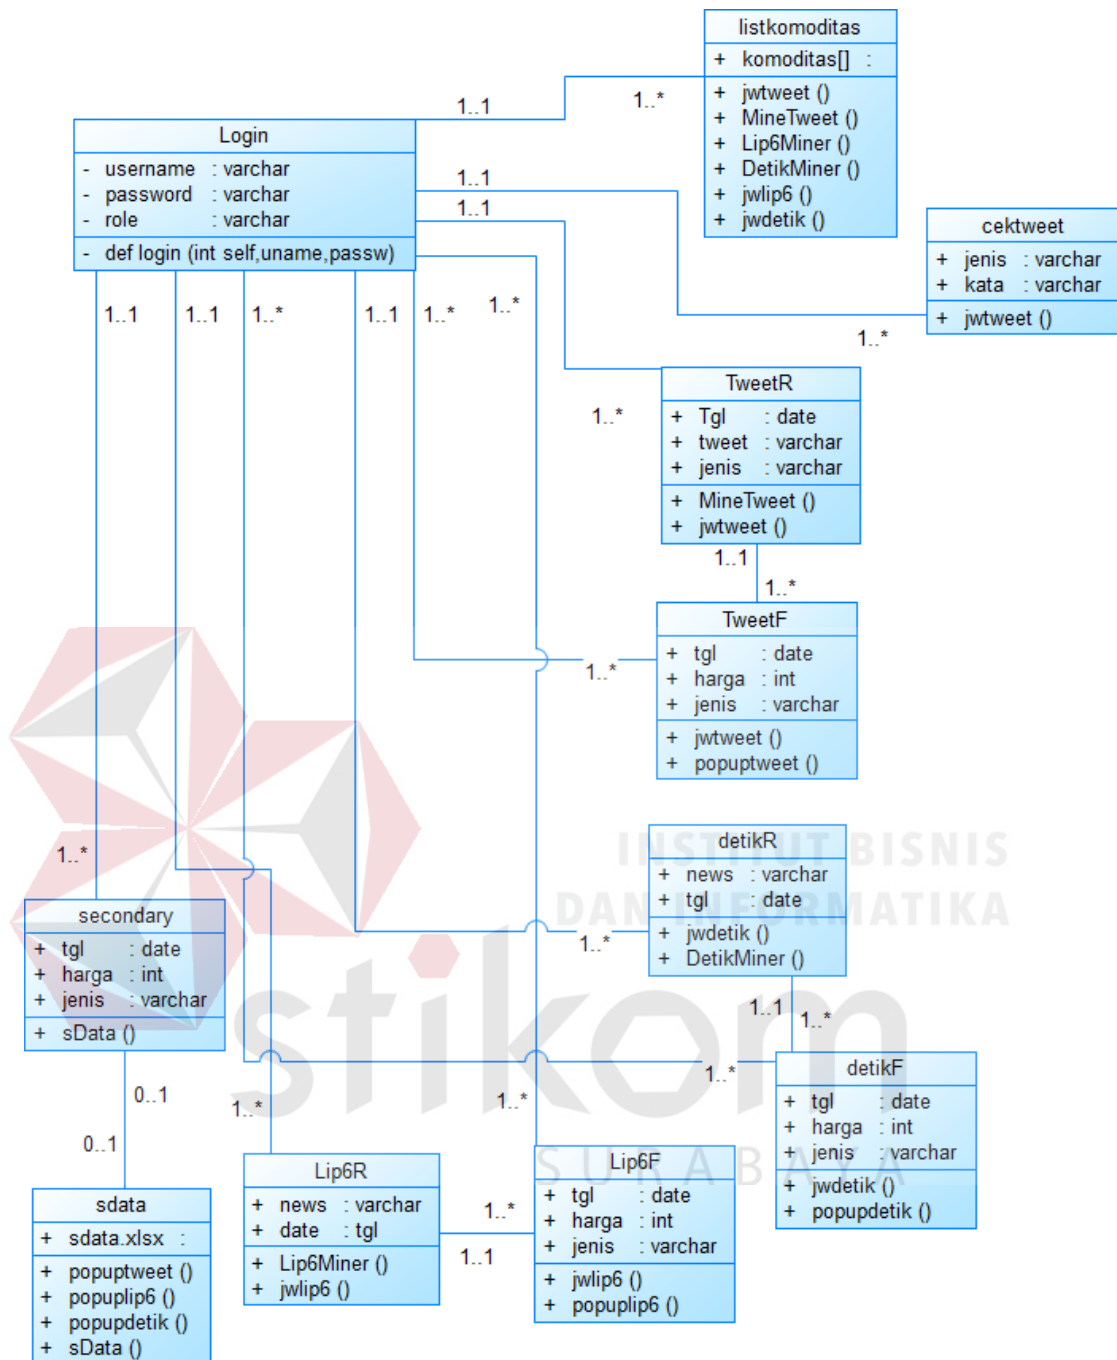 listkomoditas
+ komoditas[] :
+ jwtweet ()
+ MineTweet ()
+ Lip6Miner ()
+ DetikMiner ()
+ jwlip6 ()
+ jwdetik ()
1..1
1..*
Login
- username : varchar
- password : varchar
- role : varchar
- def login (int self,uname,passw)
1..1
1..1
cektweet
+ jenis : varchar
+ kata : varchar
+ jwtweet ()
1..*
1..1
1..1
1..*
1..1
1..*
1..*
TweetR
+ Tgl : date
+ tweet : varchar
+ jenis : varchar
+ MineTweet ()
+ jwtweet ()
1..*
1..1
1..*
TweetF
+ tgl : date
+ harga : int
+ jenis : varchar
+ jwtweet ()
+ popuptweet ()
1..*
INSTITUT BISNIS
DAN INFORMATIKA
stikom
SURABAYA
detikR
+ news : varchar
+ tgl : date
+ jwdetik ()
+ DetikMiner ()
1..*
1..*
secondary
+ tgl : date
+ harga : int
+ jenis : varchar
+ sData ()
1..1
1..*
detikF
+ tgl : date
+ harga : int
+ jenis : varchar
+ jwdetik ()
+ popupdetik ()
1..*
0..1
0..1
1..*
1..*
Lip6R
+ news : varchar
+ date : tgl
+ Lip6Miner ()
+ jwlip6 ()
1..*
1..1
Lip6F
+ tgl : date
+ harga : int
+ jenis : varchar
+ jwlip6 ()
+ popuplip6 ()
sdata
+ sdata.xlsx :
+ popuptweet ()
+ popuplip6 ()
+ popupdetik ()
+ sData ()